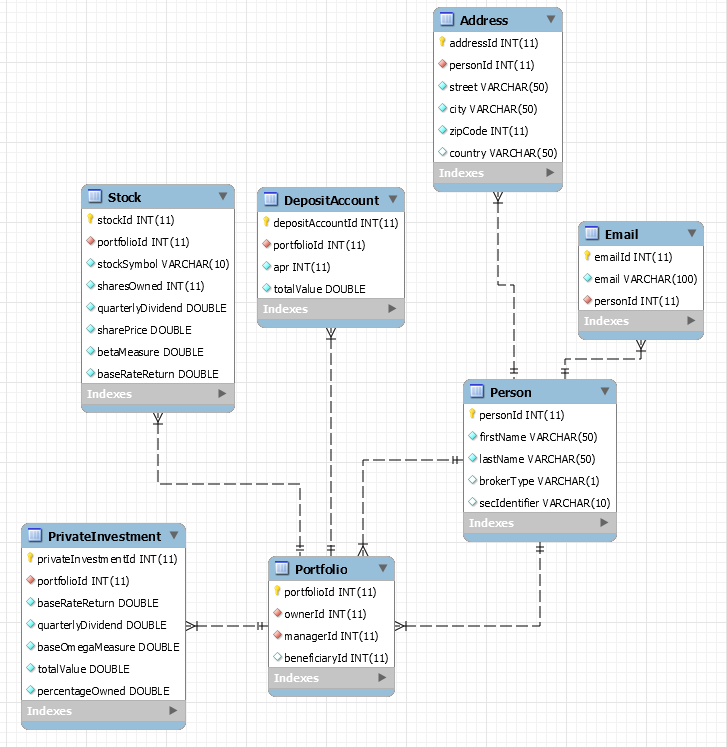 Address
addressId INT(11)
personId INT(11)
street VARCHAR(50)
city VARCHAR(50)
zipCode INT(11)
country VARCHAR(50)
Indexes
Stock
stockId INT(11)
portfolioId INT(11)
stockSymbol VARCHAR(10)
sharesOwned INT(11)
quarterlyDividend DOUBLE
sharePrice DOUBLE
betaMeasure DOUBLE
baseRateReturn DOUBLE
Indexes
DepositAccount
depositAccountId INT(11)
portfolioId INT(11)
apr INT(11)
totalValue DOUBLE
Indexes
Email
emailId INT(11)
email VARCHAR(100)
personId INT(11)
Indexes
Person
personId INT(11)
firstName VARCHAR(50)
lastName VARCHAR(50)
brokerType VARCHAR(1)
secIdentifier VARCHAR(10)
Indexes
PrivateInvestment
privateInvestmentId INT(11)
portfolioId INT(11)
baseRateReturn DOUBLE
quarterlyDividend DOUBLE
baseOmegaMeasure DOUBLE
totalValue DOUBLE
percentageOwned DOUBLE
Indexes
Portfolio
portfolioId INT(11)
ownerId INT(11)
managerId INT(11)
beneficiaryId INT(11)
Indexes